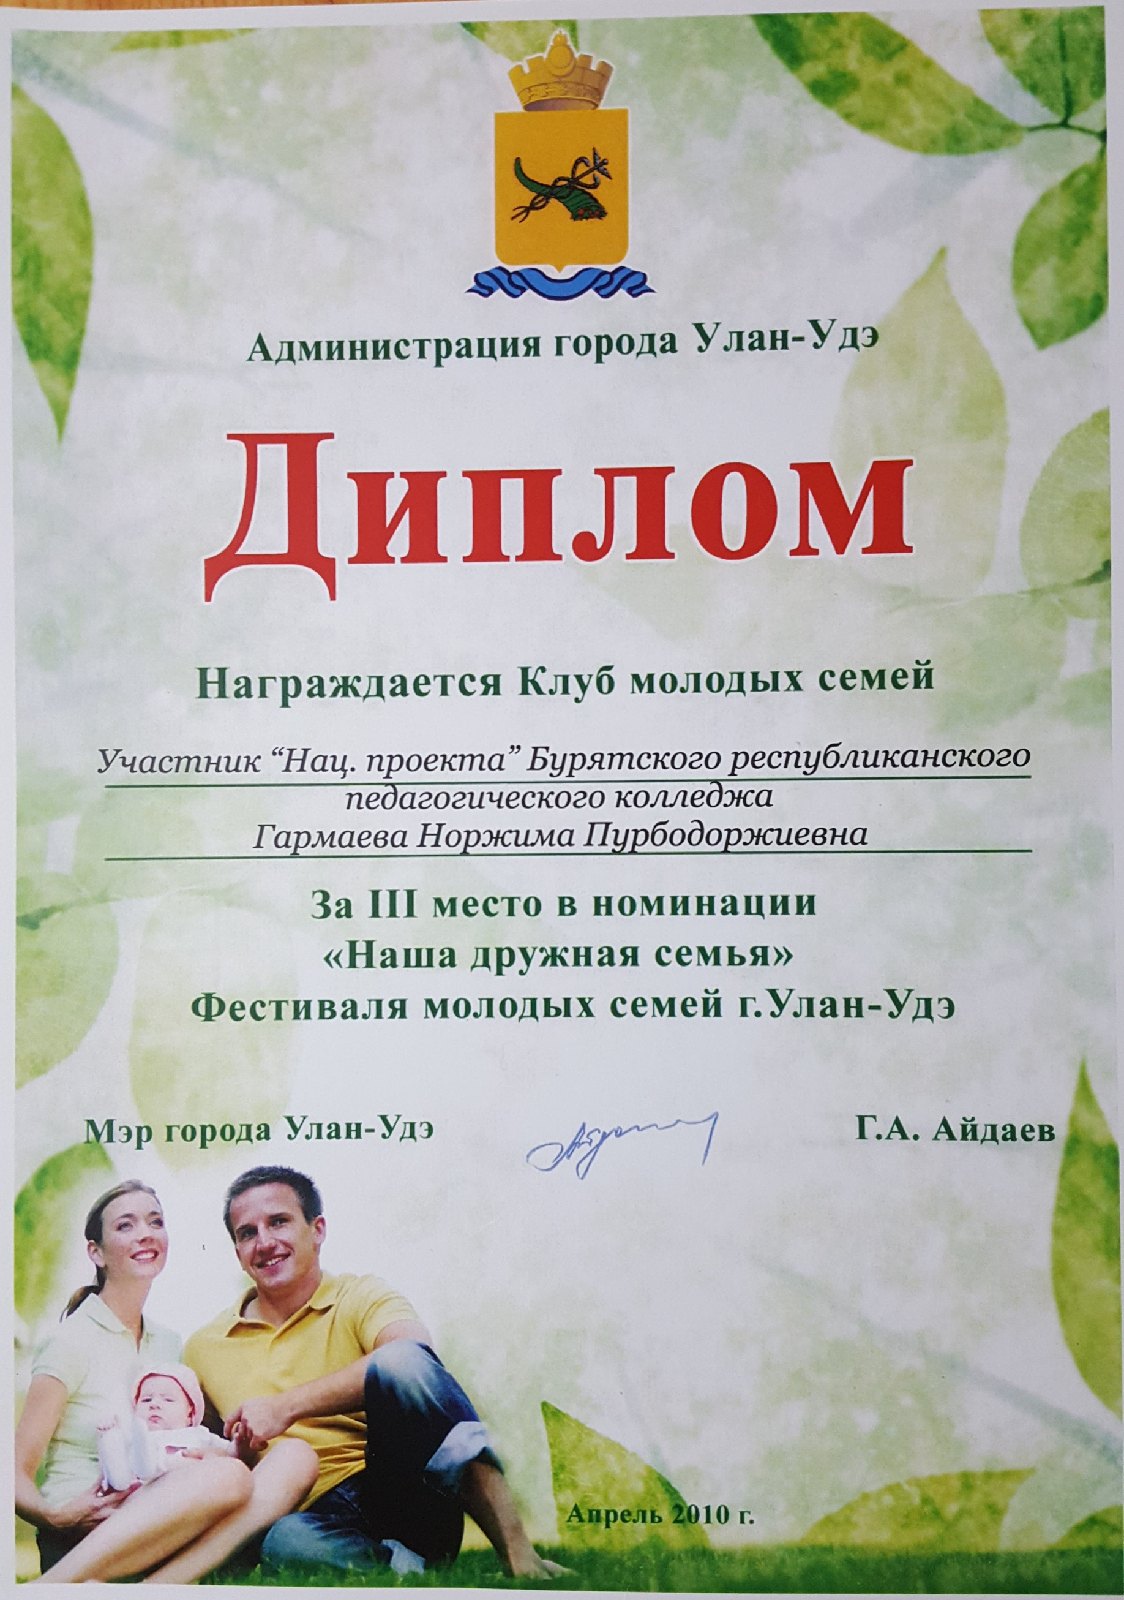 Администрация города Улан-Удэ
Диплом
Награждается Клуб молодых семей
Участник “Нац. проекта” Бурятского республиканского
педагогического колледжа
Гармаева Норжима Пурбодоржиевна
За III место в номинации
«Наша дружная семья»
Фестиваля молодых семей г.Улан-Удэ
Мэр города Улан-Удэ Г.А. Айдаев
Апрель 2010 г.